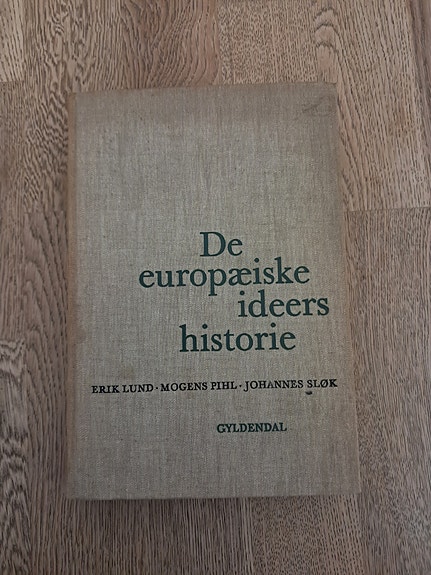 De
europæiske
ideers
historie
ERIK LUND · MOGENS PIHL · JOHANNES SLØK
GYLDENDAL